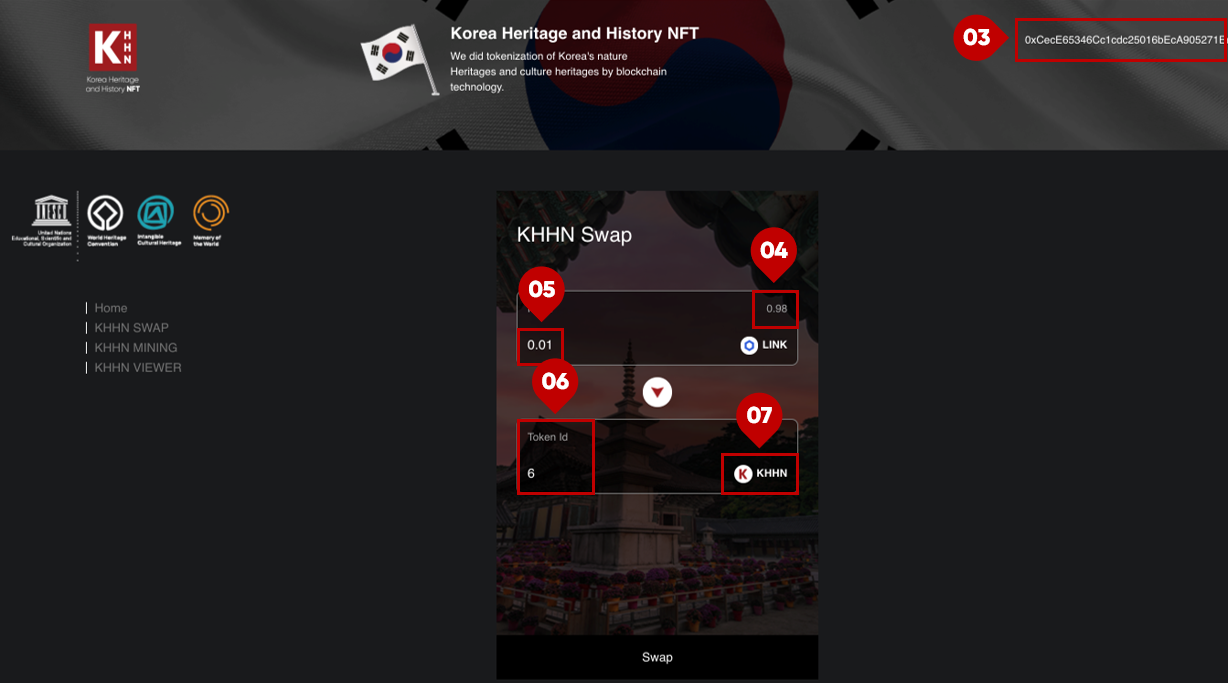 K
H
H
N
Korea Heritage
and History NFT
Korea Heritage and History NFT
We did tokenization of Korea's nature
Heritages and culture heritages by blockchain
technology.
03
0xCecE65346Cc1cdc25016bEcA905271E
United Nations
Educational, Scientific and
Cultural Organization
World Heritage
Convention
Intangible
Cultural Heritage
Memory of
the World
Home
KHHN SWAP
KHHN MINING
KHHN VIEWER
KHHN Swap
04
05
0.98
0.01
LINK
06
07
Token Id
6
K KHHN
Swap